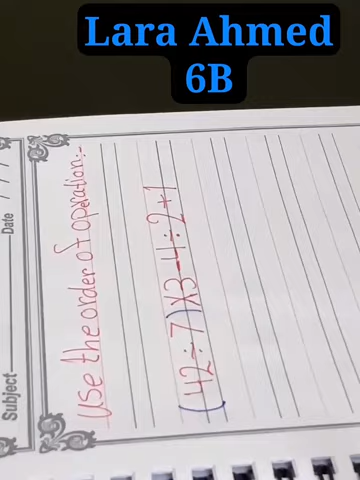 Lara Ahmed
6B
Subject
Date
Use the order of operation:-
(42÷7)×3-4÷2+1